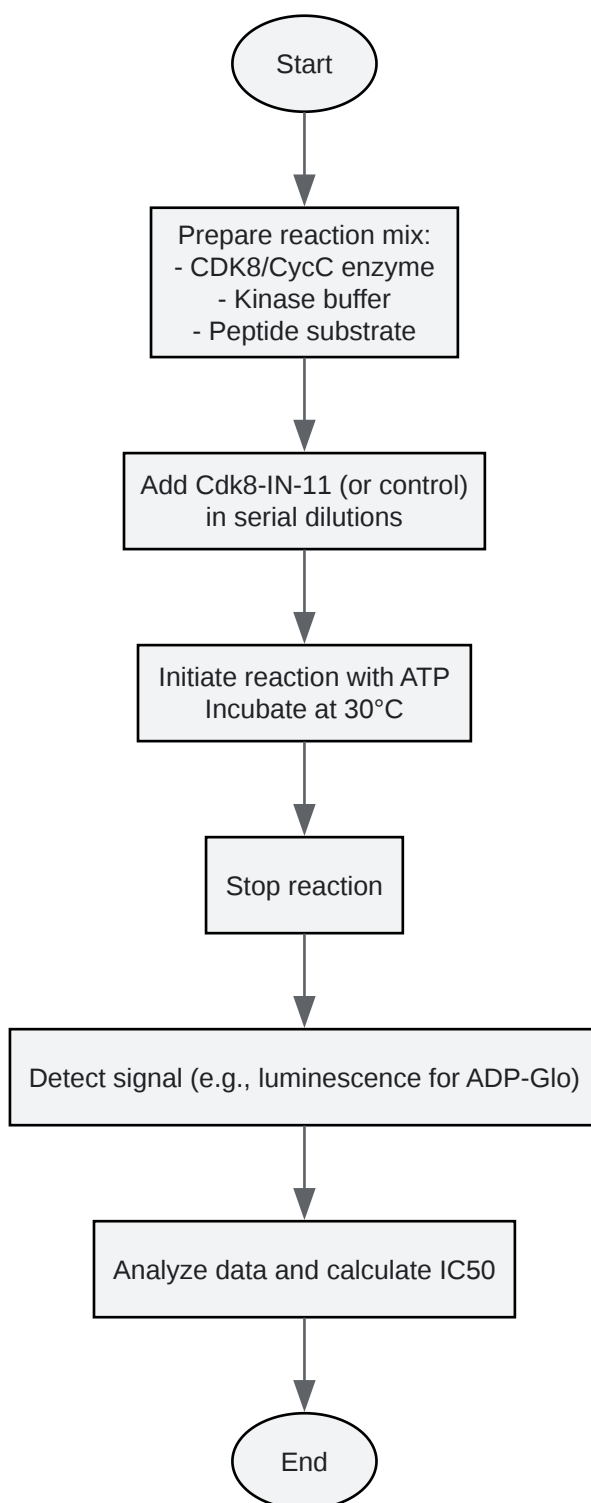 Start
Prepare reaction mix:
- CDK8/CycC enzyme
- Kinase buffer
- Peptide substrate
Add Cdk8-IN-11 (or control)
in serial dilutions
Initiate reaction with ATP
Incubate at 30°C
Stop reaction
Detect signal (e.g., luminescence for ADP-Glo)
Analyze data and calculate IC50
End